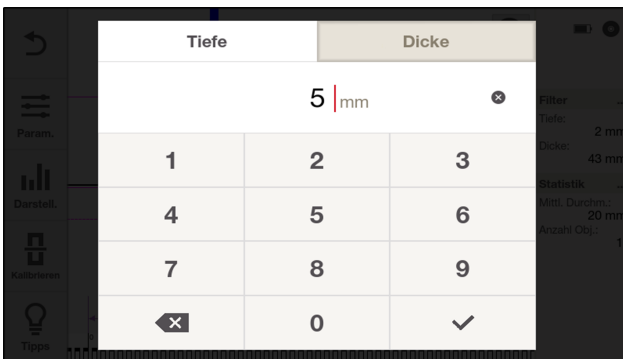 Tiefe
Dicke
5 mm
1 2 3
4 5 6
7 8 9
0
Param.
Darstell.
Kalibrieren
Tipps
Filter
Tiefe:
2 mm
Dicke:
43 mm
Statistik
Mittl. Durchm.:
20 mm
Anzahl Obj.:
1